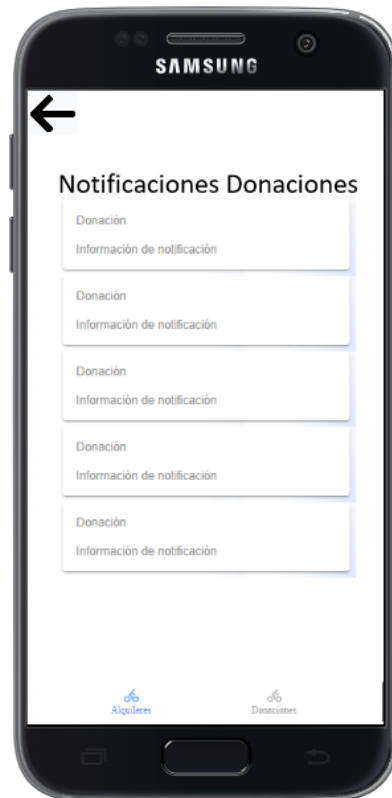 SAMSUNG
Notificaciones Donaciones
Donación
Información de notificación
Donación
Información de notificación
Donación
Información de notificación
Donación
Información de notificación
Donación
Información de notificación
Alquileres
Donaciones